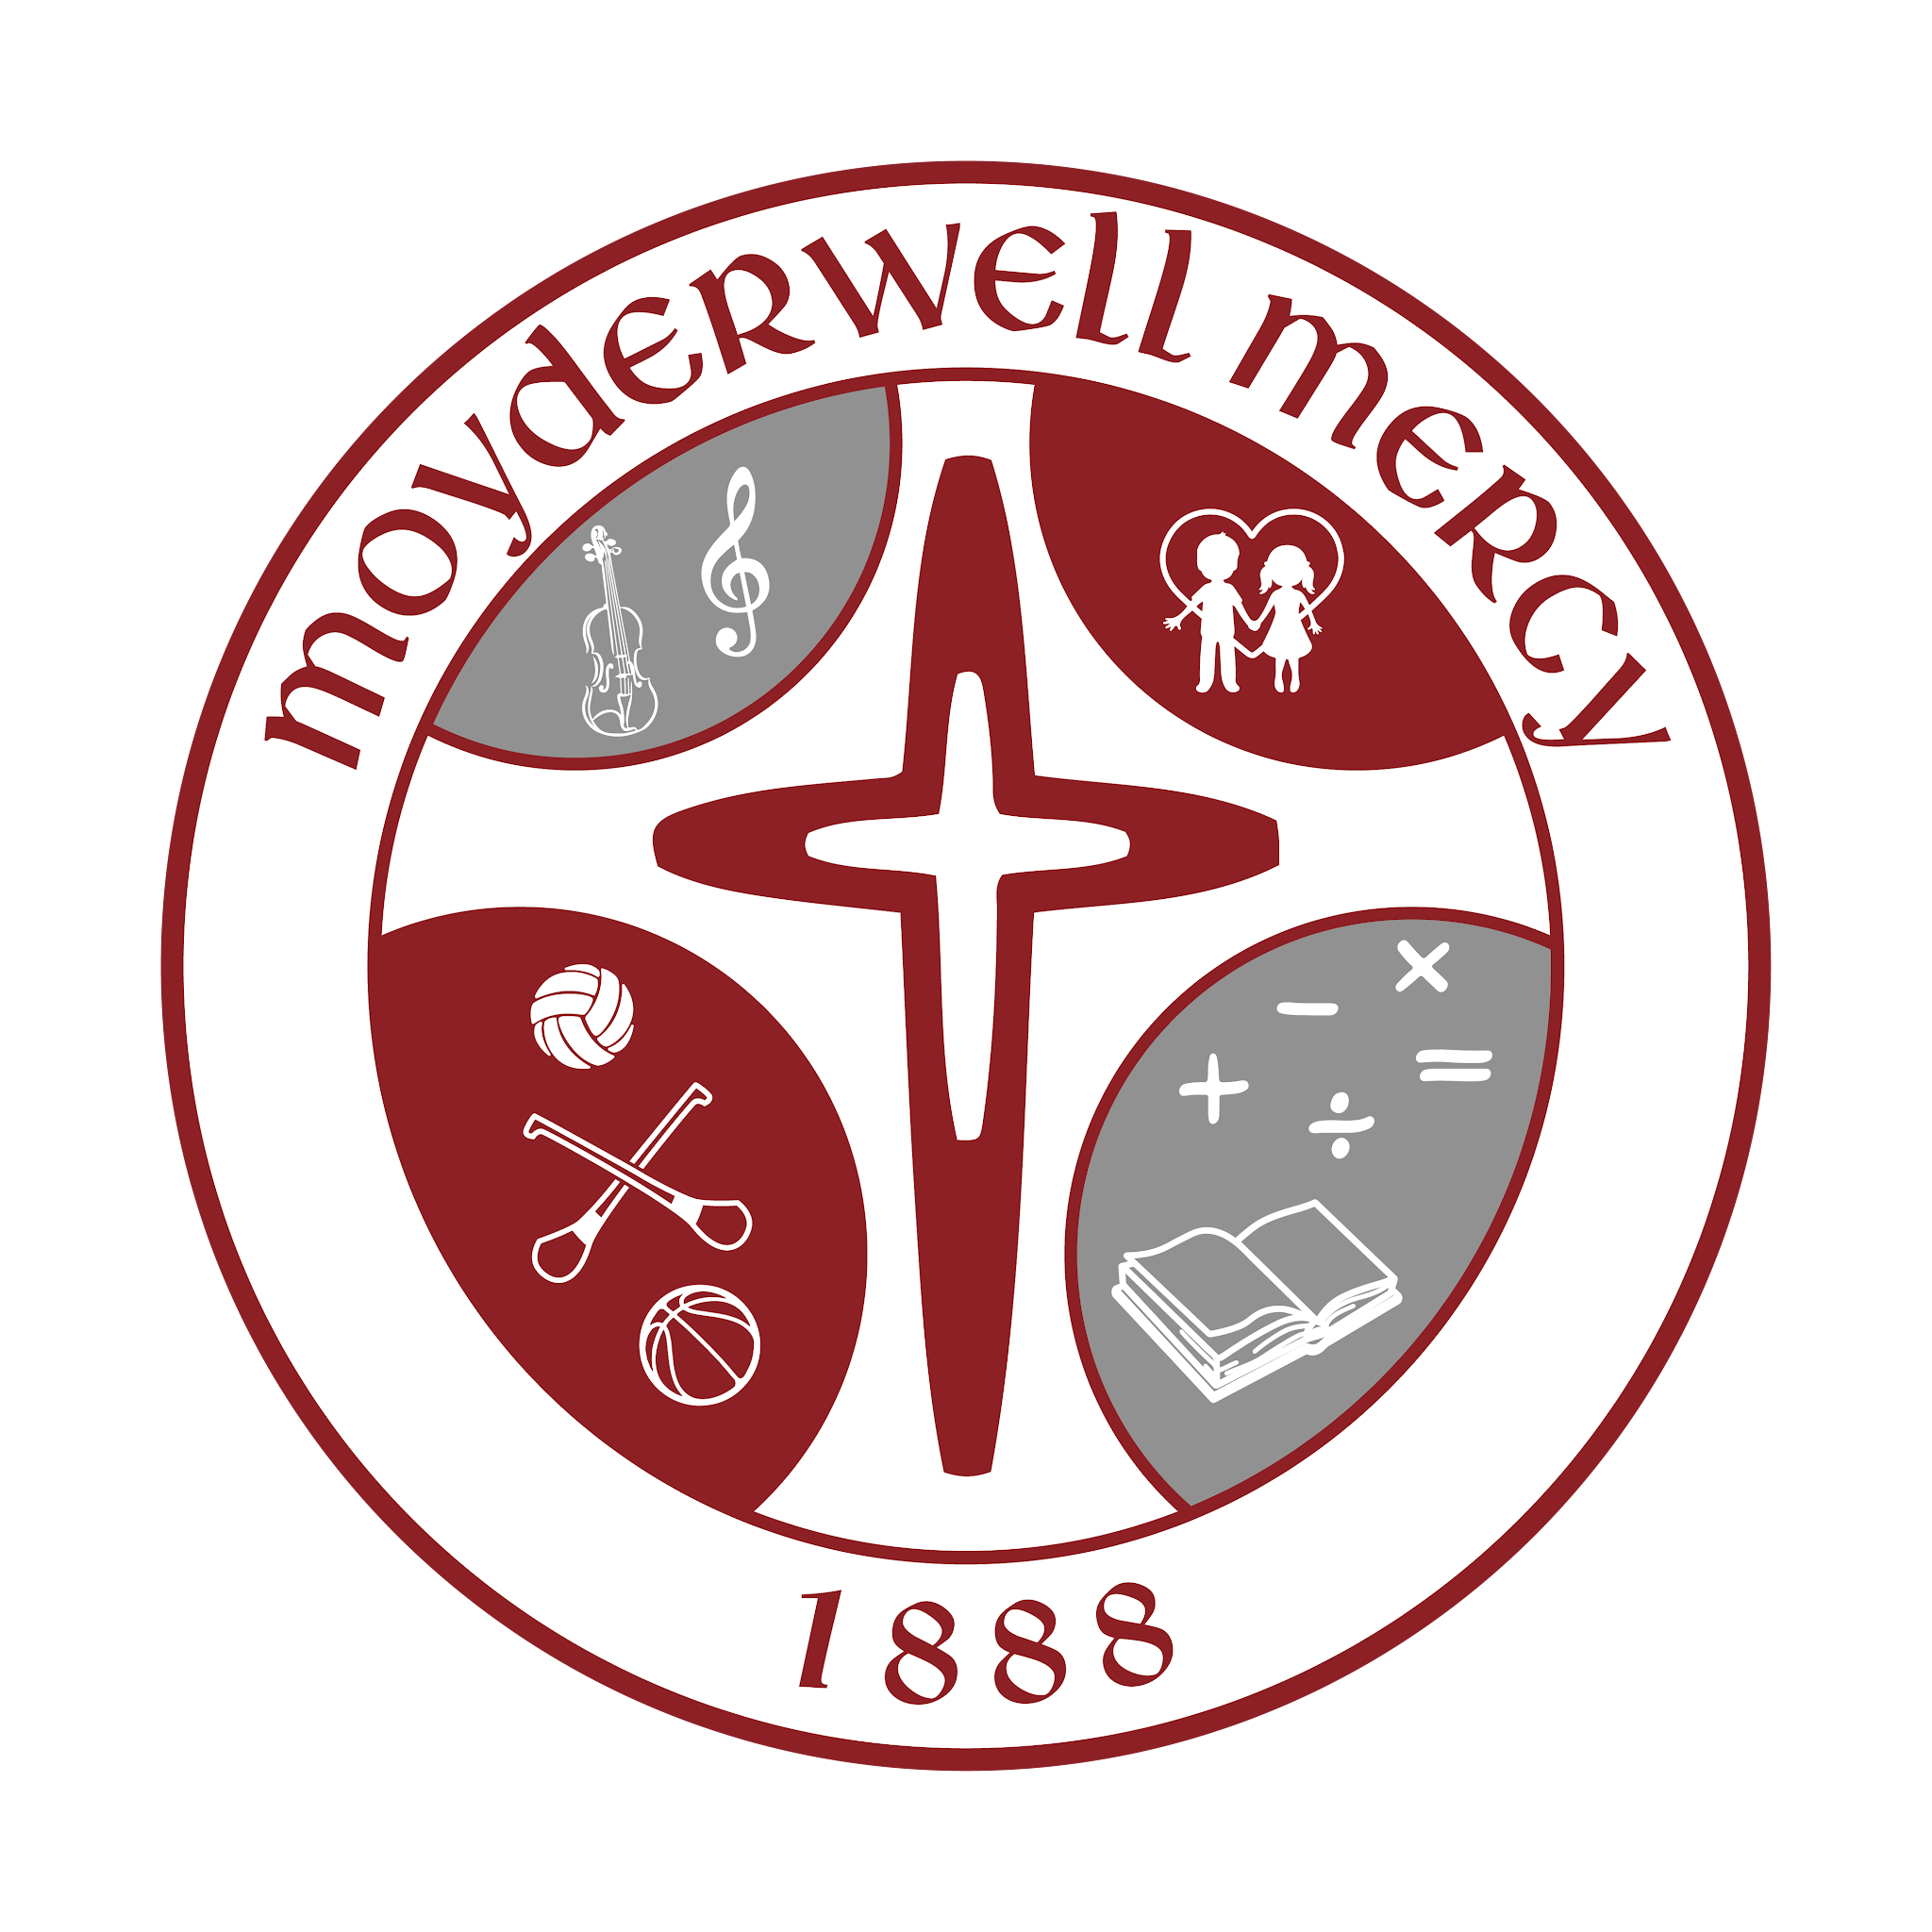 moyderwell mercy
× − + = ÷
1888